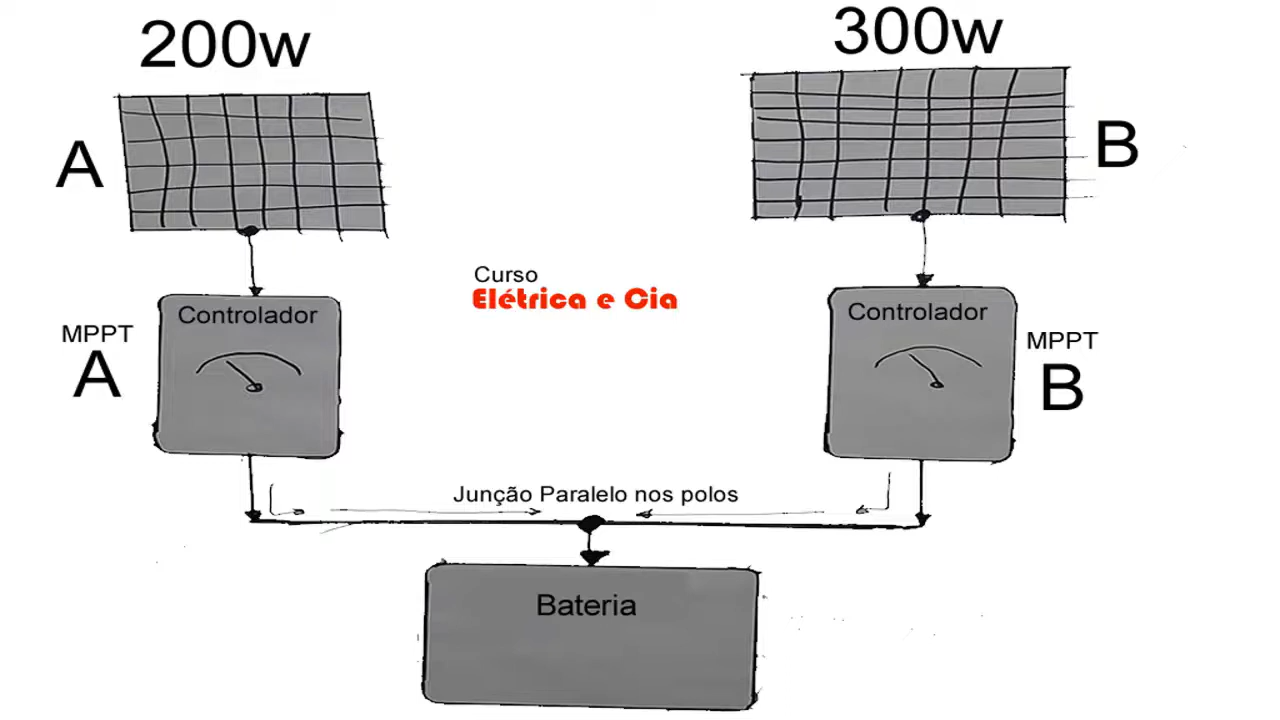 200w
300w
A
B
Curso
Elétrica e Cia
Controlador
Controlador
MPPT
A
MPPT
B
Junção Paralelo nos polos
Bateria